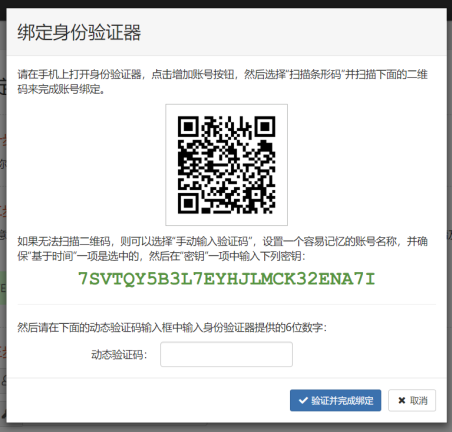 绑定身份验证器
请在手机上打开身份验证器，点击增加账号按钮，然后选择"扫描条形码"并扫描下面的二维
码来完成账号绑定。
如果无法扫描二维码，则可以选择"手动输入验证码"，设置一个容易记忆的账号名称，并确
保"基于时间"一项是选中的，然后在"密钥"一项中输入下列密钥：
7SVTQY5B3L7EYHJLMCK32ENA7I
然后请在下面的动态验证码输入框中输入身份验证器提供的6位数字：
动态验证码：
验证并完成绑定
取消